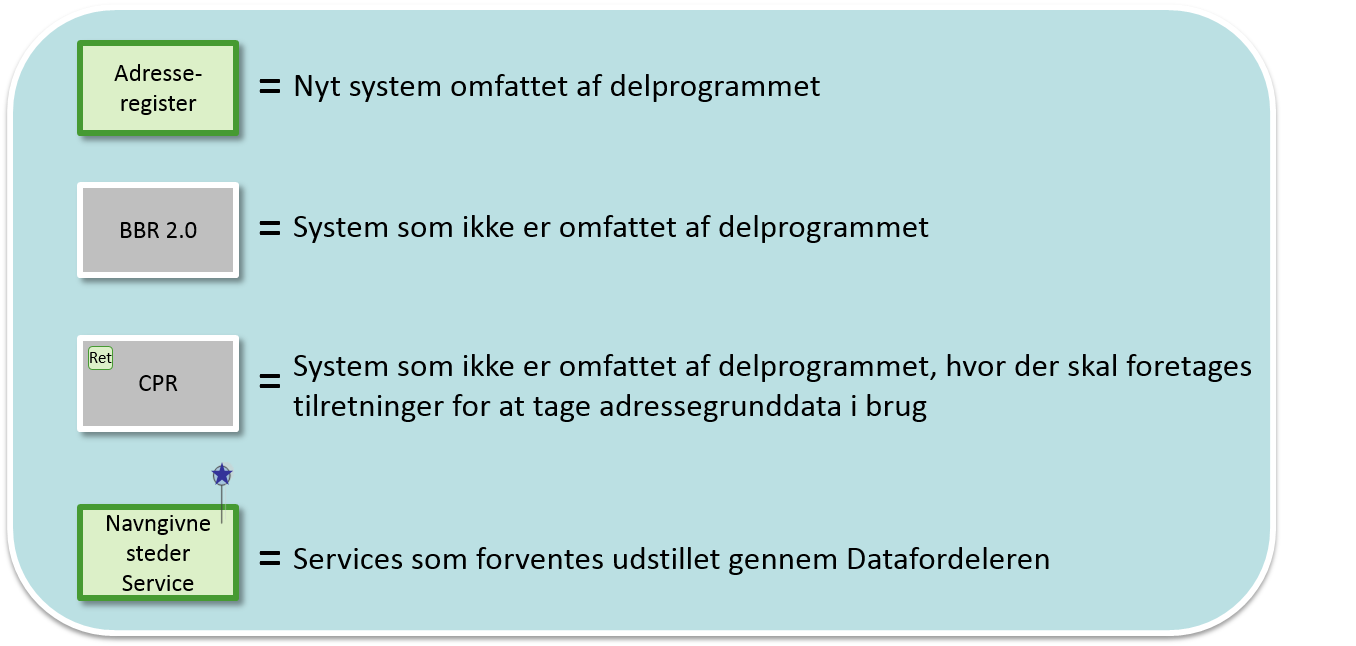 Adresse-
register
= Nyt system omfattet af delprogrammet
BBR 2.0
= System som ikke er omfattet af delprogrammet
Ret
CPR
= System som ikke er omfattet af delprogrammet, hvor der skal foretages
tilretninger for at tage adressegrunddata i brug
Navngivne
steder
Service
= Services som forventes udstillet gennem Datafordeleren